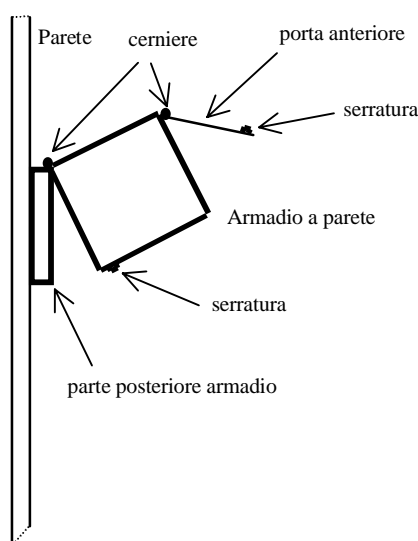 Parete
cerniere
porta anteriore
serratura
Armadio a parete
serratura
parte posteriore armadio